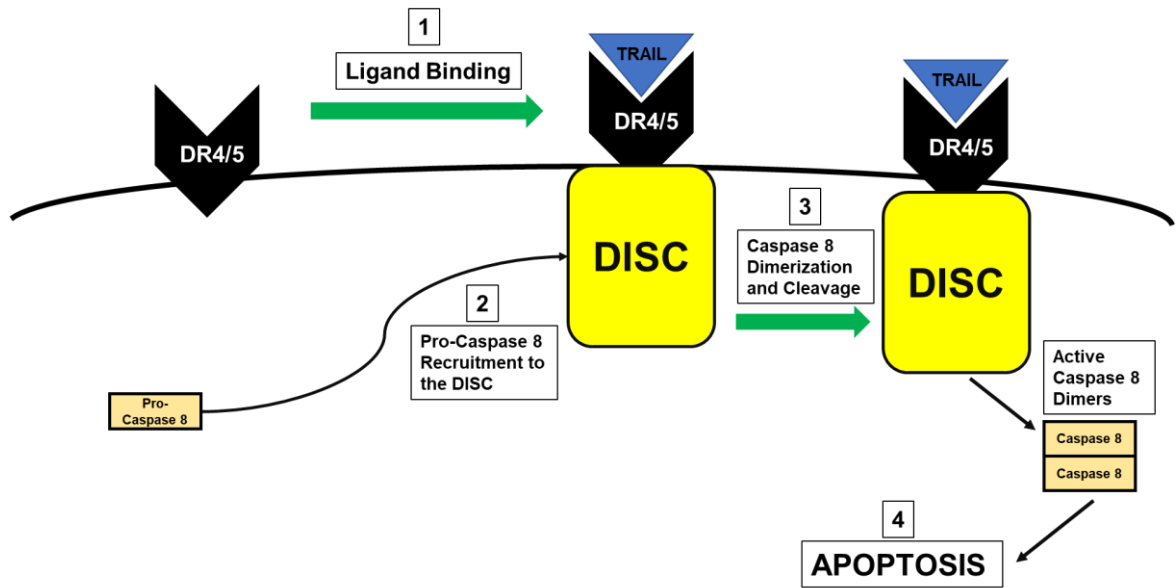 1
Ligand Binding
DR4/5
TRAIL
DR4/5
TRAIL
DR4/5
DISC
2
Pro-Caspase 8
Recruitment to
the DISC
Pro-
Caspase 8
3
Caspase 8
Dimerization
and Cleavage
DISC
Active
Caspase 8
Dimers
Caspase 8
Caspase 8
4
APOPTOSIS